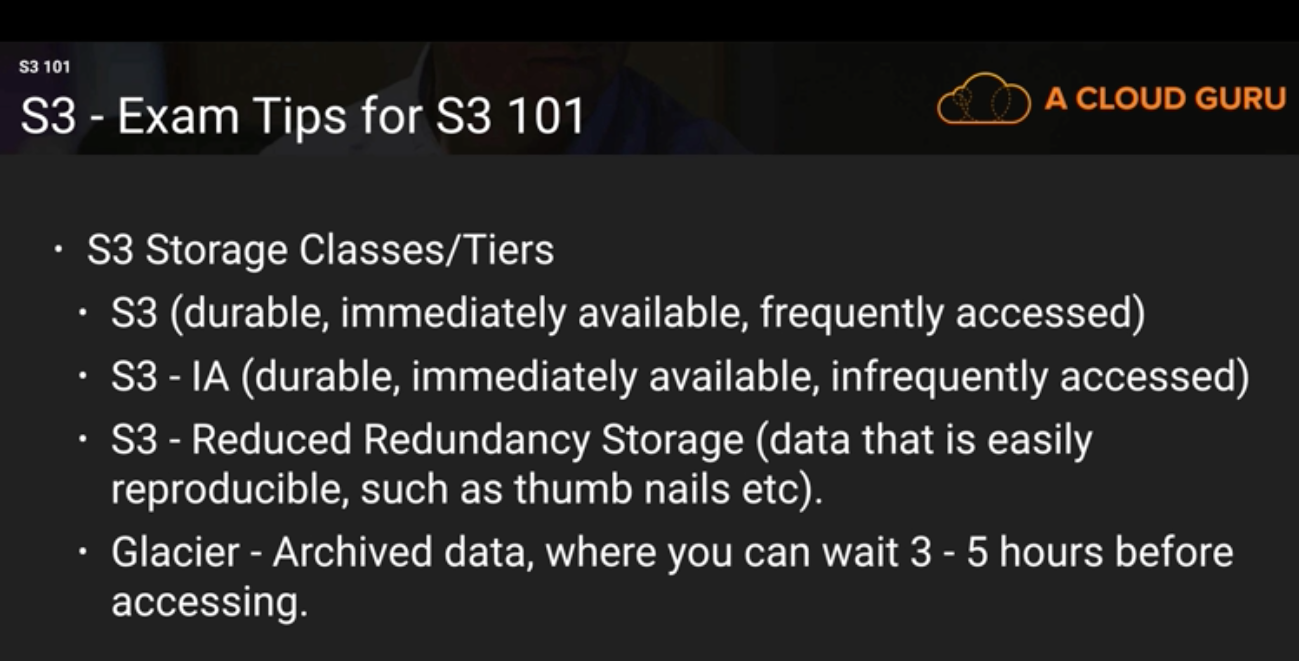 S3 101
S3 - Exam Tips for S3 101
A CLOUD GURU
• S3 Storage Classes/Tiers
• S3 (durable, immediately available, frequently accessed)
• S3 - IA (durable, immediately available, infrequently accessed)
• S3 - Reduced Redundancy Storage (data that is easily
reproducible, such as thumb nails etc).
• Glacier - Archived data, where you can wait 3 - 5 hours before
accessing.